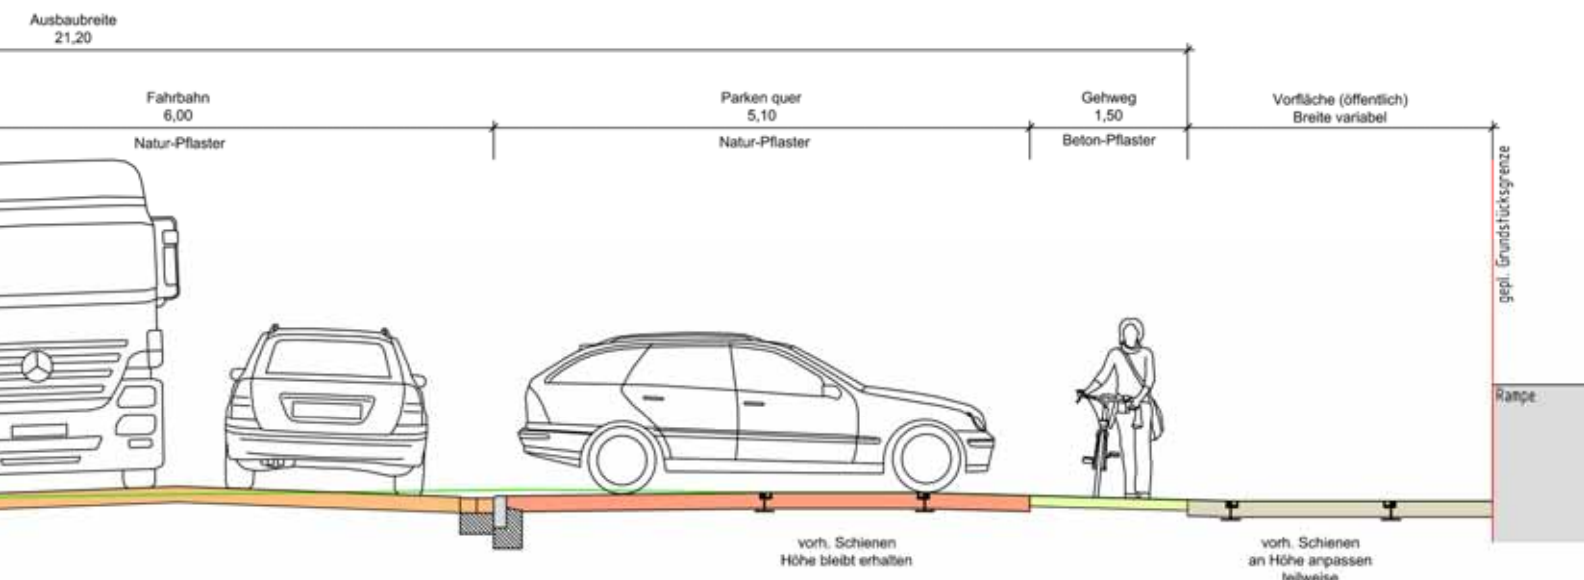 Ausbaubreite
21,20
Fahrbahn
6,00
Natur-Pflaster
Parken quer
5,10
Natur-Pflaster
Gehweg
1,50
Beton-Pflaster
Vorfläche (öffentlich)
Breite variabel
gepl. Grundstücksgrenze
Rampe
vorh. Schienen
Höhe bleibt erhalten
vorh. Schienen
an Höhe anpassen
teilweise